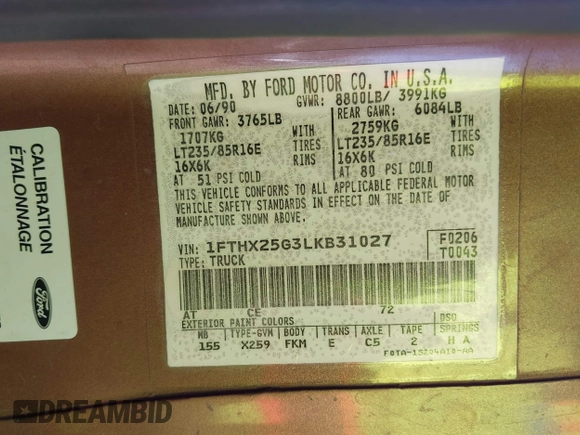 MFD. BY FORD MOTOR CO. IN U.S.A.
DATE: 06/90 GVWR: 8800LB/ 3991KG
FRONT GAWR: 3765LB REAR GAWR: 6084LB
1707KG WITH 2759KG WITH
LT235/85R16E TIRES LT235/85R16E TIRES
16X6K RIMS 16X6K RIMS
AT 51 PSI COLD AT 80 PSI COLD
THIS VEHICLE CONFORMS TO ALL APPLICABLE FEDERAL MOTOR
VEHICLE SAFETY STANDARDS IN EFFECT ON THE DATE OF
MANUFACTURE SHOWN ABOVE.
VIN: 1FTHX25G3LKB31027 F0206
TYPE: TRUCK T0043
AT CE 72
EXTERIOR PAINT COLORS DSO
WB TYPE-GVM BODY TRANS AXLE TAPE SPRINGS
155 X259 FKM E C5 2 H A
CALIBRATION
ÉTALONNAGE
Ford
DREAMBID